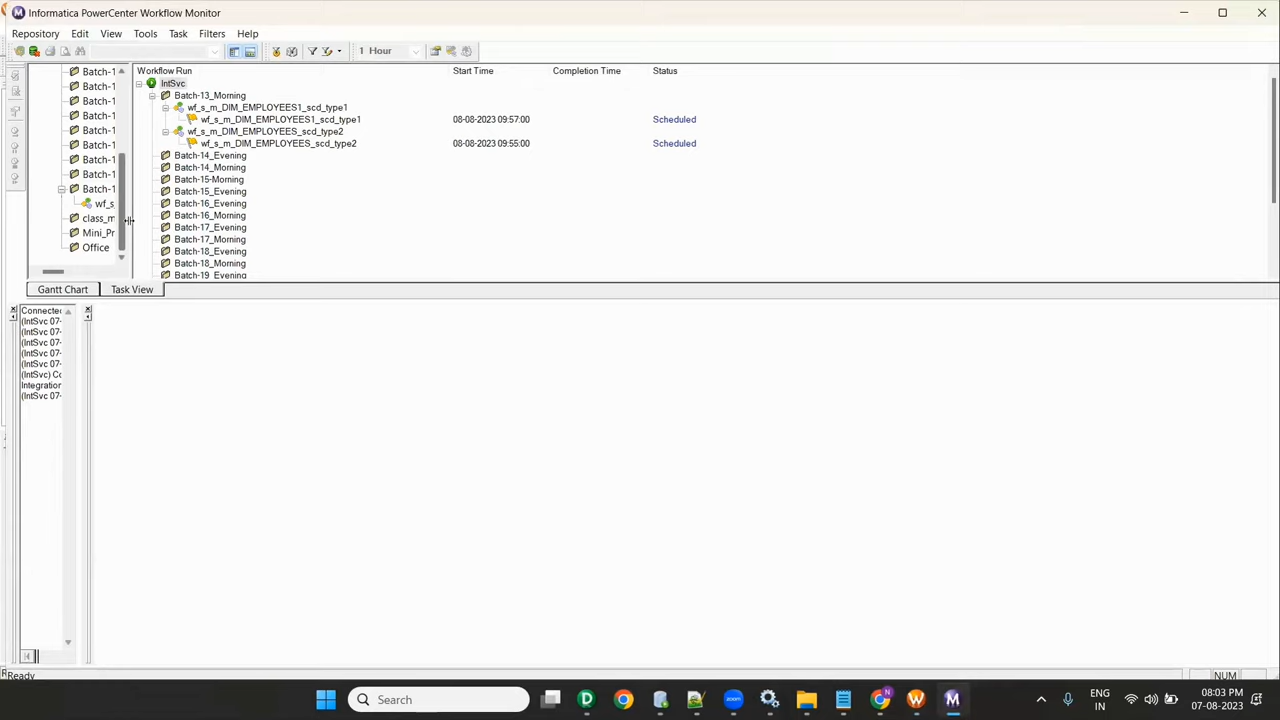 Informatica PowerCenter Workflow Monitor
Repository Edit View Tools Task Filters Help
1 Hour
Batch-1
Batch-1
Batch-1
Batch-1
Batch-1
Batch-1
Batch-1
Batch-1
Batch-1
wf_s
class_m
Mini_Pr
Office
Workflow Run Start Time Completion Time Status
IntSvc
Batch-13_Morning
wf_s_m_DIM_EMPLOYEES1_scd_type1
wf_s_m_DIM_EMPLOYEES1_scd_type1 08-08-2023 09:57:00 Scheduled
wf_s_m_DIM_EMPLOYEES_scd_type2
wf_s_m_DIM_EMPLOYEES_scd_type2 08-08-2023 09:55:00 Scheduled
Batch-14_Evening
Batch-14_Morning
Batch-15-Morning
Batch-15_Evening
Batch-16_Evening
Batch-16_Morning
Batch-17_Evening
Batch-17_Morning
Batch-18_Evening
Batch-18_Morning
Batch-19_Evening
Gantt Chart Task View
Connected
(IntSvc 07-
(IntSvc 07-
(IntSvc 07-
(IntSvc 07-
(IntSvc 07-
(IntSvc) Co
Integration
(IntSvc 07-
Ready NUM
Search
ENG
IN
08:03 PM
07-08-2023